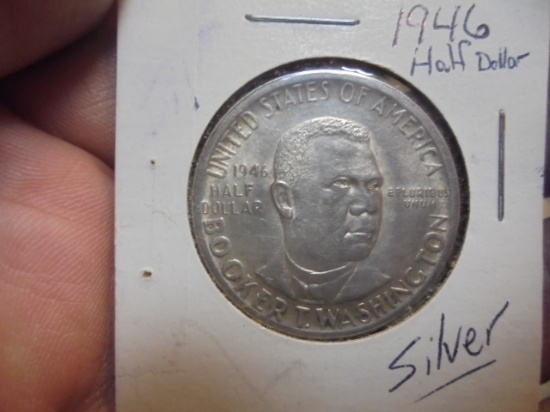 1946
Half Dollar
UNITED STATES OF AMERICA
1946
HALF
DOLLAR
E PLURIBUS
UNUM
BOOKER T. WASHINGTON
Silver